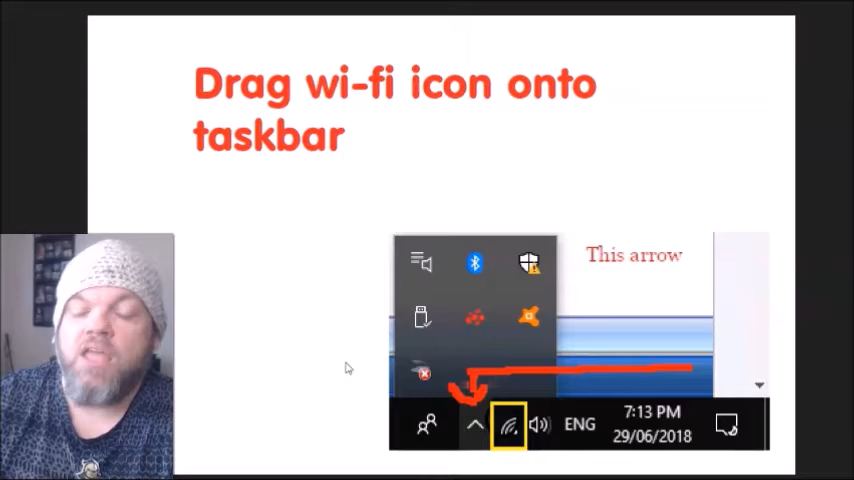 Drag wi-fi icon onto
taskbar
This arrow
ENG
7:13 PM
29/06/2018